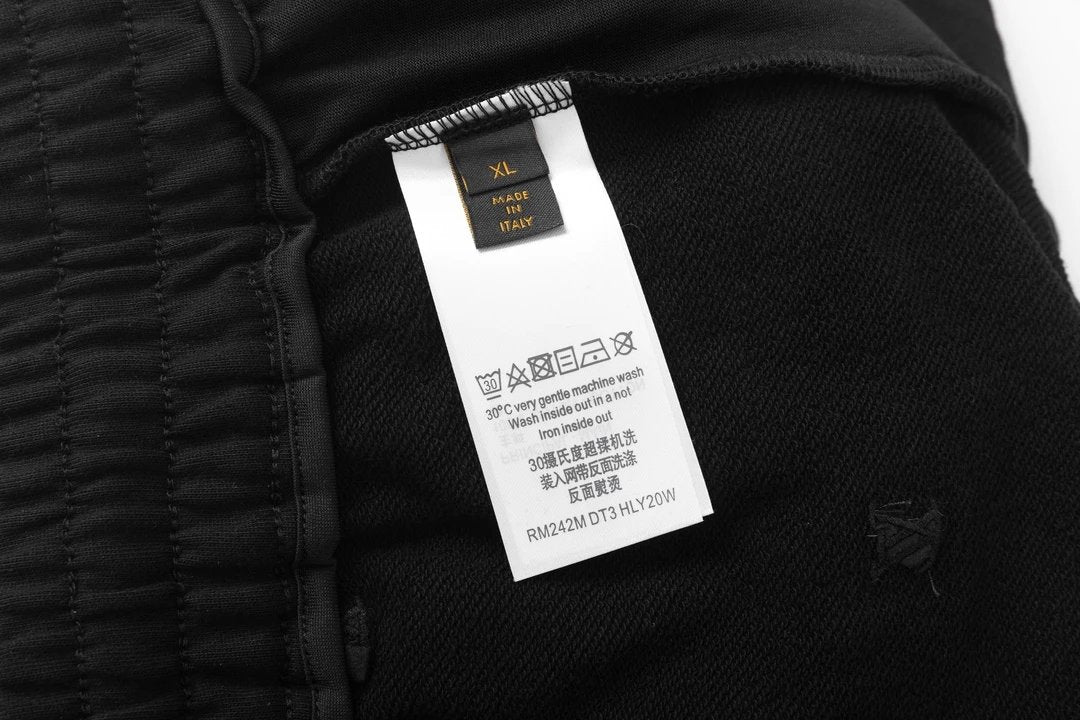 XL
MADE
IN
ITALY
30
30°C very gentle machine wash
Wash inside out in a not
Iron inside out
30摄氏度超揉机洗
装入网带反面洗涤
反面熨烫
RM242M DT3 HLY20W